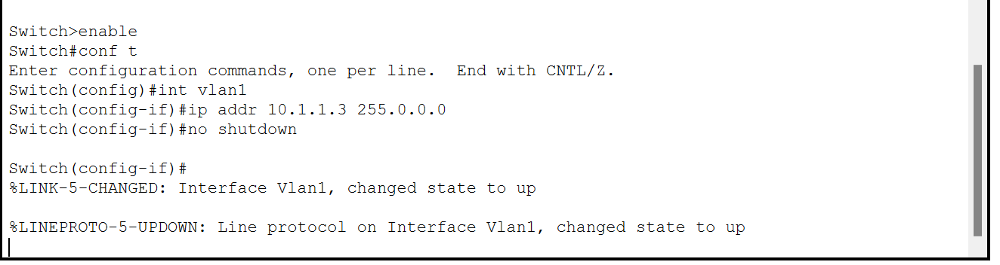 Switch>enable
Switch#conf t
Enter configuration commands, one per line.  End with CNTL/Z.
Switch(config)#int vlan1
Switch(config-if)#ip addr 10.1.1.3 255.0.0.0
Switch(config-if)#no shutdown
Switch(config-if)#
%LINK-5-CHANGED: Interface Vlan1, changed state to up
%LINEPROTO-5-UPDOWN: Line protocol on Interface Vlan1, changed state to up